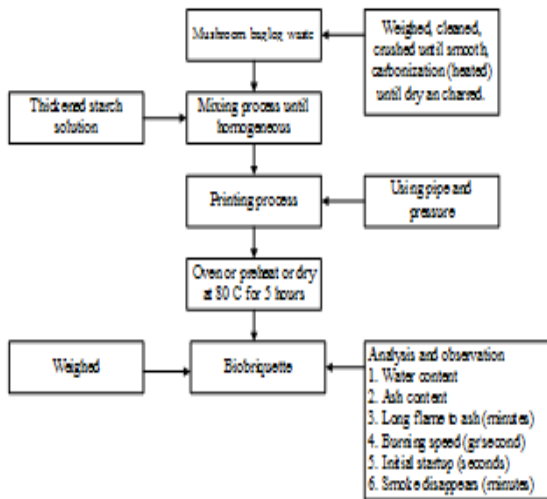 Mushroom baglog waste
Weighed, cleaned,
crushed until smooth,
carbonization (heated)
until dry an charred.
Thickened starch
solution
Mixing process until
homogeneous
Printing process
Using pipe and
pressure
Oven or preheat or dry
at 80 C for 5 hours
Weighed
Biobriquette
Analysis and observation
1. Water content
2. Ash content
3. Long flame to ash (minutes)
4. Burning speed (gr/second)
5. Initial startup (seconds)
6. Smoke disappears (minutes)